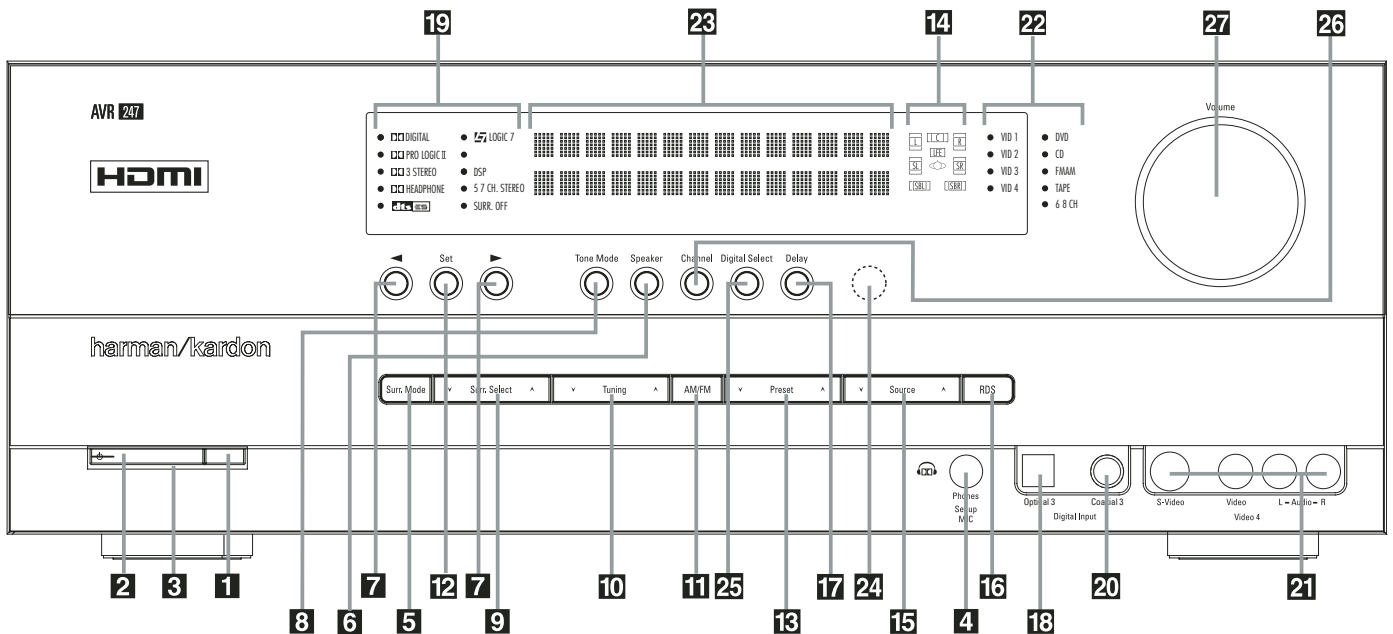 19 23 14 22 27 26
AVR 247
HDMI
DIGITAL
PRO LOGIC II
3 STEREO
HEADPHONE
dts ES
LOGIC 7
DSP
5 7 CH. STEREO
SURR. OFF
L C R
LFE
SL SR
SBL SBR
VID 1
VID 2
VID 3
VID 4
DVD
CD
FMAM
TAPE
6 8 CH
Volume
Set
Tone Mode Speaker Channel Digital Select Delay
harman/kardon
Surr. Mode Surr. Select Tuning AM/FM Preset Source RDS
Phones
Setup
MIC
Optical 3 Coaxial 3
Digital Input
S-Video Video L – Audio – R
Video 4
2 3 1 7 12 7 10 11 25 17 24 16 20 21
8 6 5 9 13 15 4 18